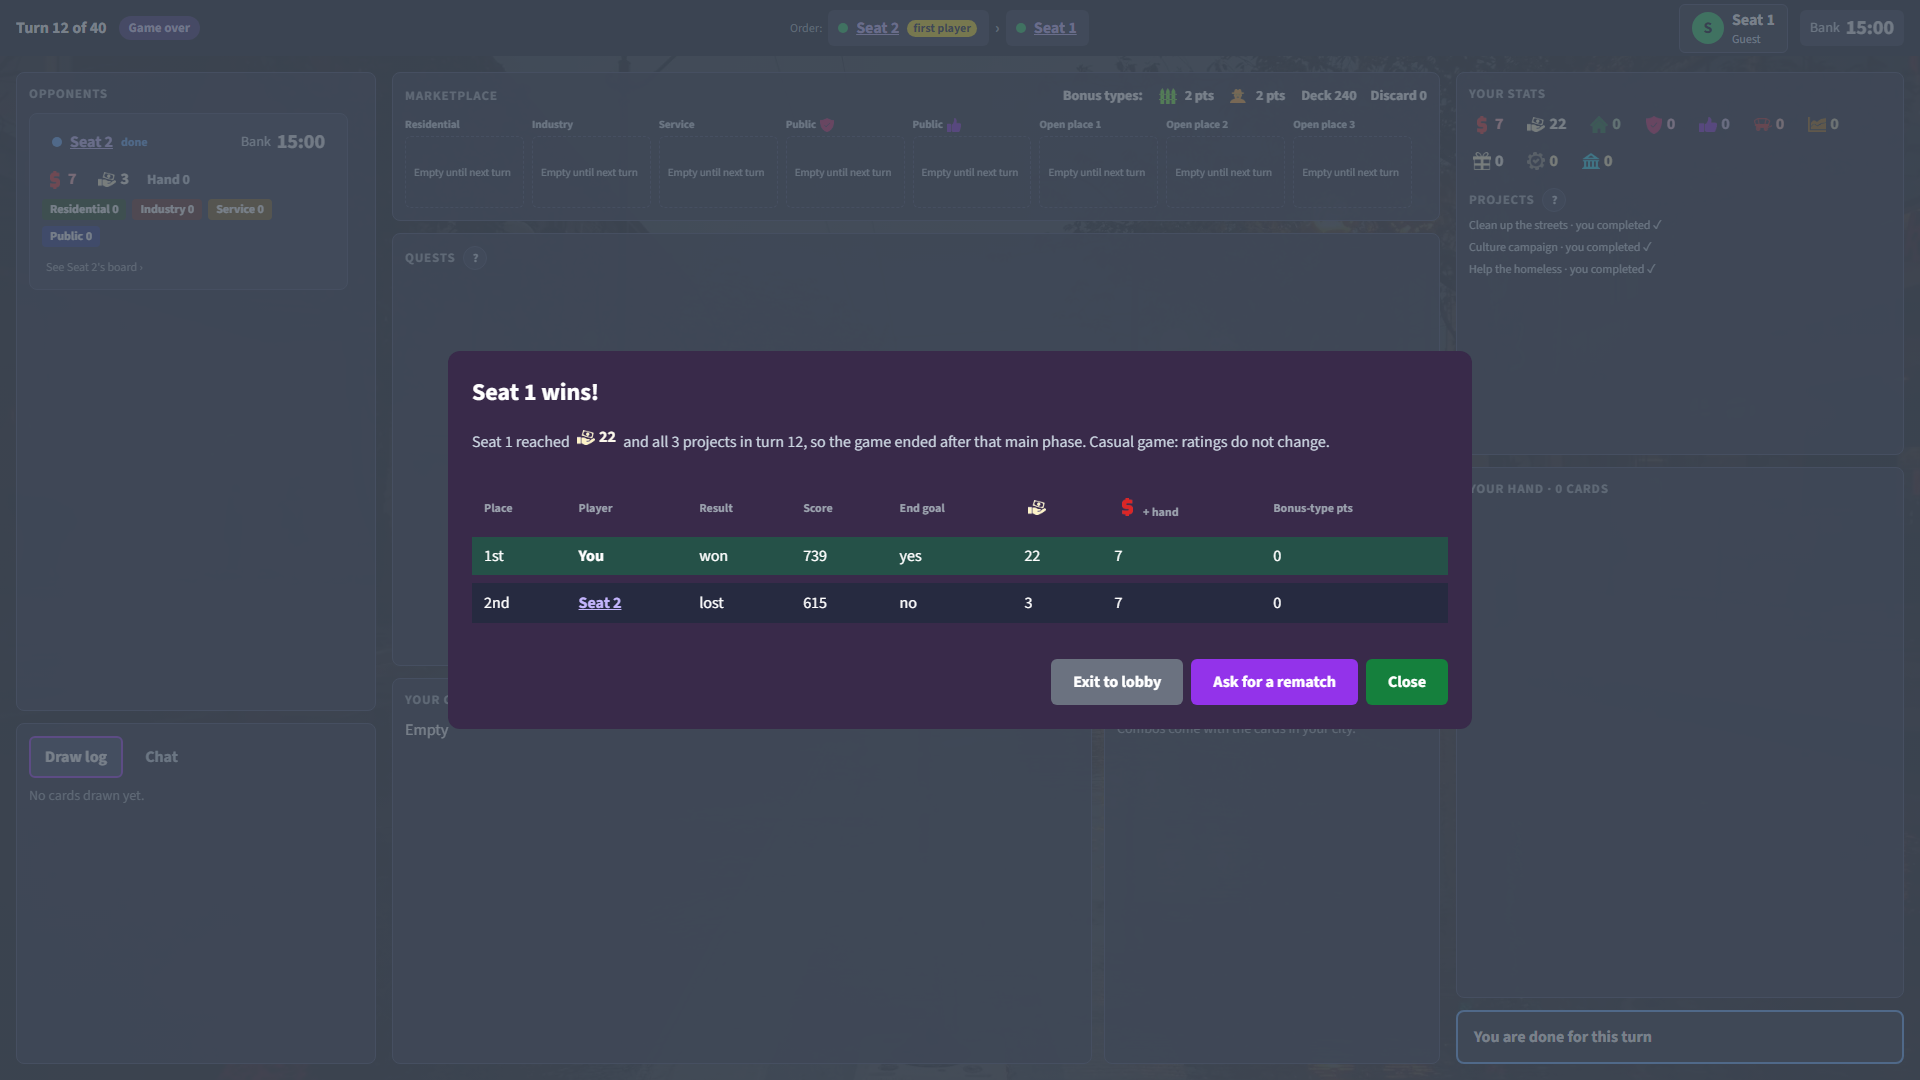 Turn 12 of 40 Game over
Order: Seat 2 first player › Seat 1
S Seat 1
Guest
Bank 15:00
OPPONENTS
Seat 2 done Bank 15:00
7 3 Hand 0
Residential 0 Industry 0 Service 0
Public 0
See Seat 2's board ›
MARKETPLACE
Bonus types: 2 pts 2 pts Deck 240 Discard 0
Residential Industry Service Public Public Open place 1 Open place 2 Open place 3
Empty until next turn Empty until next turn Empty until next turn Empty until next turn Empty until next turn Empty until next turn Empty until next turn Empty until next turn
QUESTS ?
YOUR STATS
7 22 0 0 0 0 0
0 0 0
PROJECTS ?
Clean up the streets · you completed ✓
Culture campaign · you completed ✓
Help the homeless · you completed ✓
Seat 1 wins!
Seat 1 reached 22 and all 3 projects in turn 12, so the game ended after that main phase. Casual game: ratings do not change.
Place Player Result Score End goal + hand Bonus-type pts
1st You won 739 yes 22 7 0
2nd Seat 2 lost 615 no 3 7 0
Exit to lobby Ask for a rematch Close
YOUR
Empty
Combos come with the cards in your city.
YOUR HAND · 0 CARDS
Draw log Chat
No cards drawn yet.
You are done for this turn